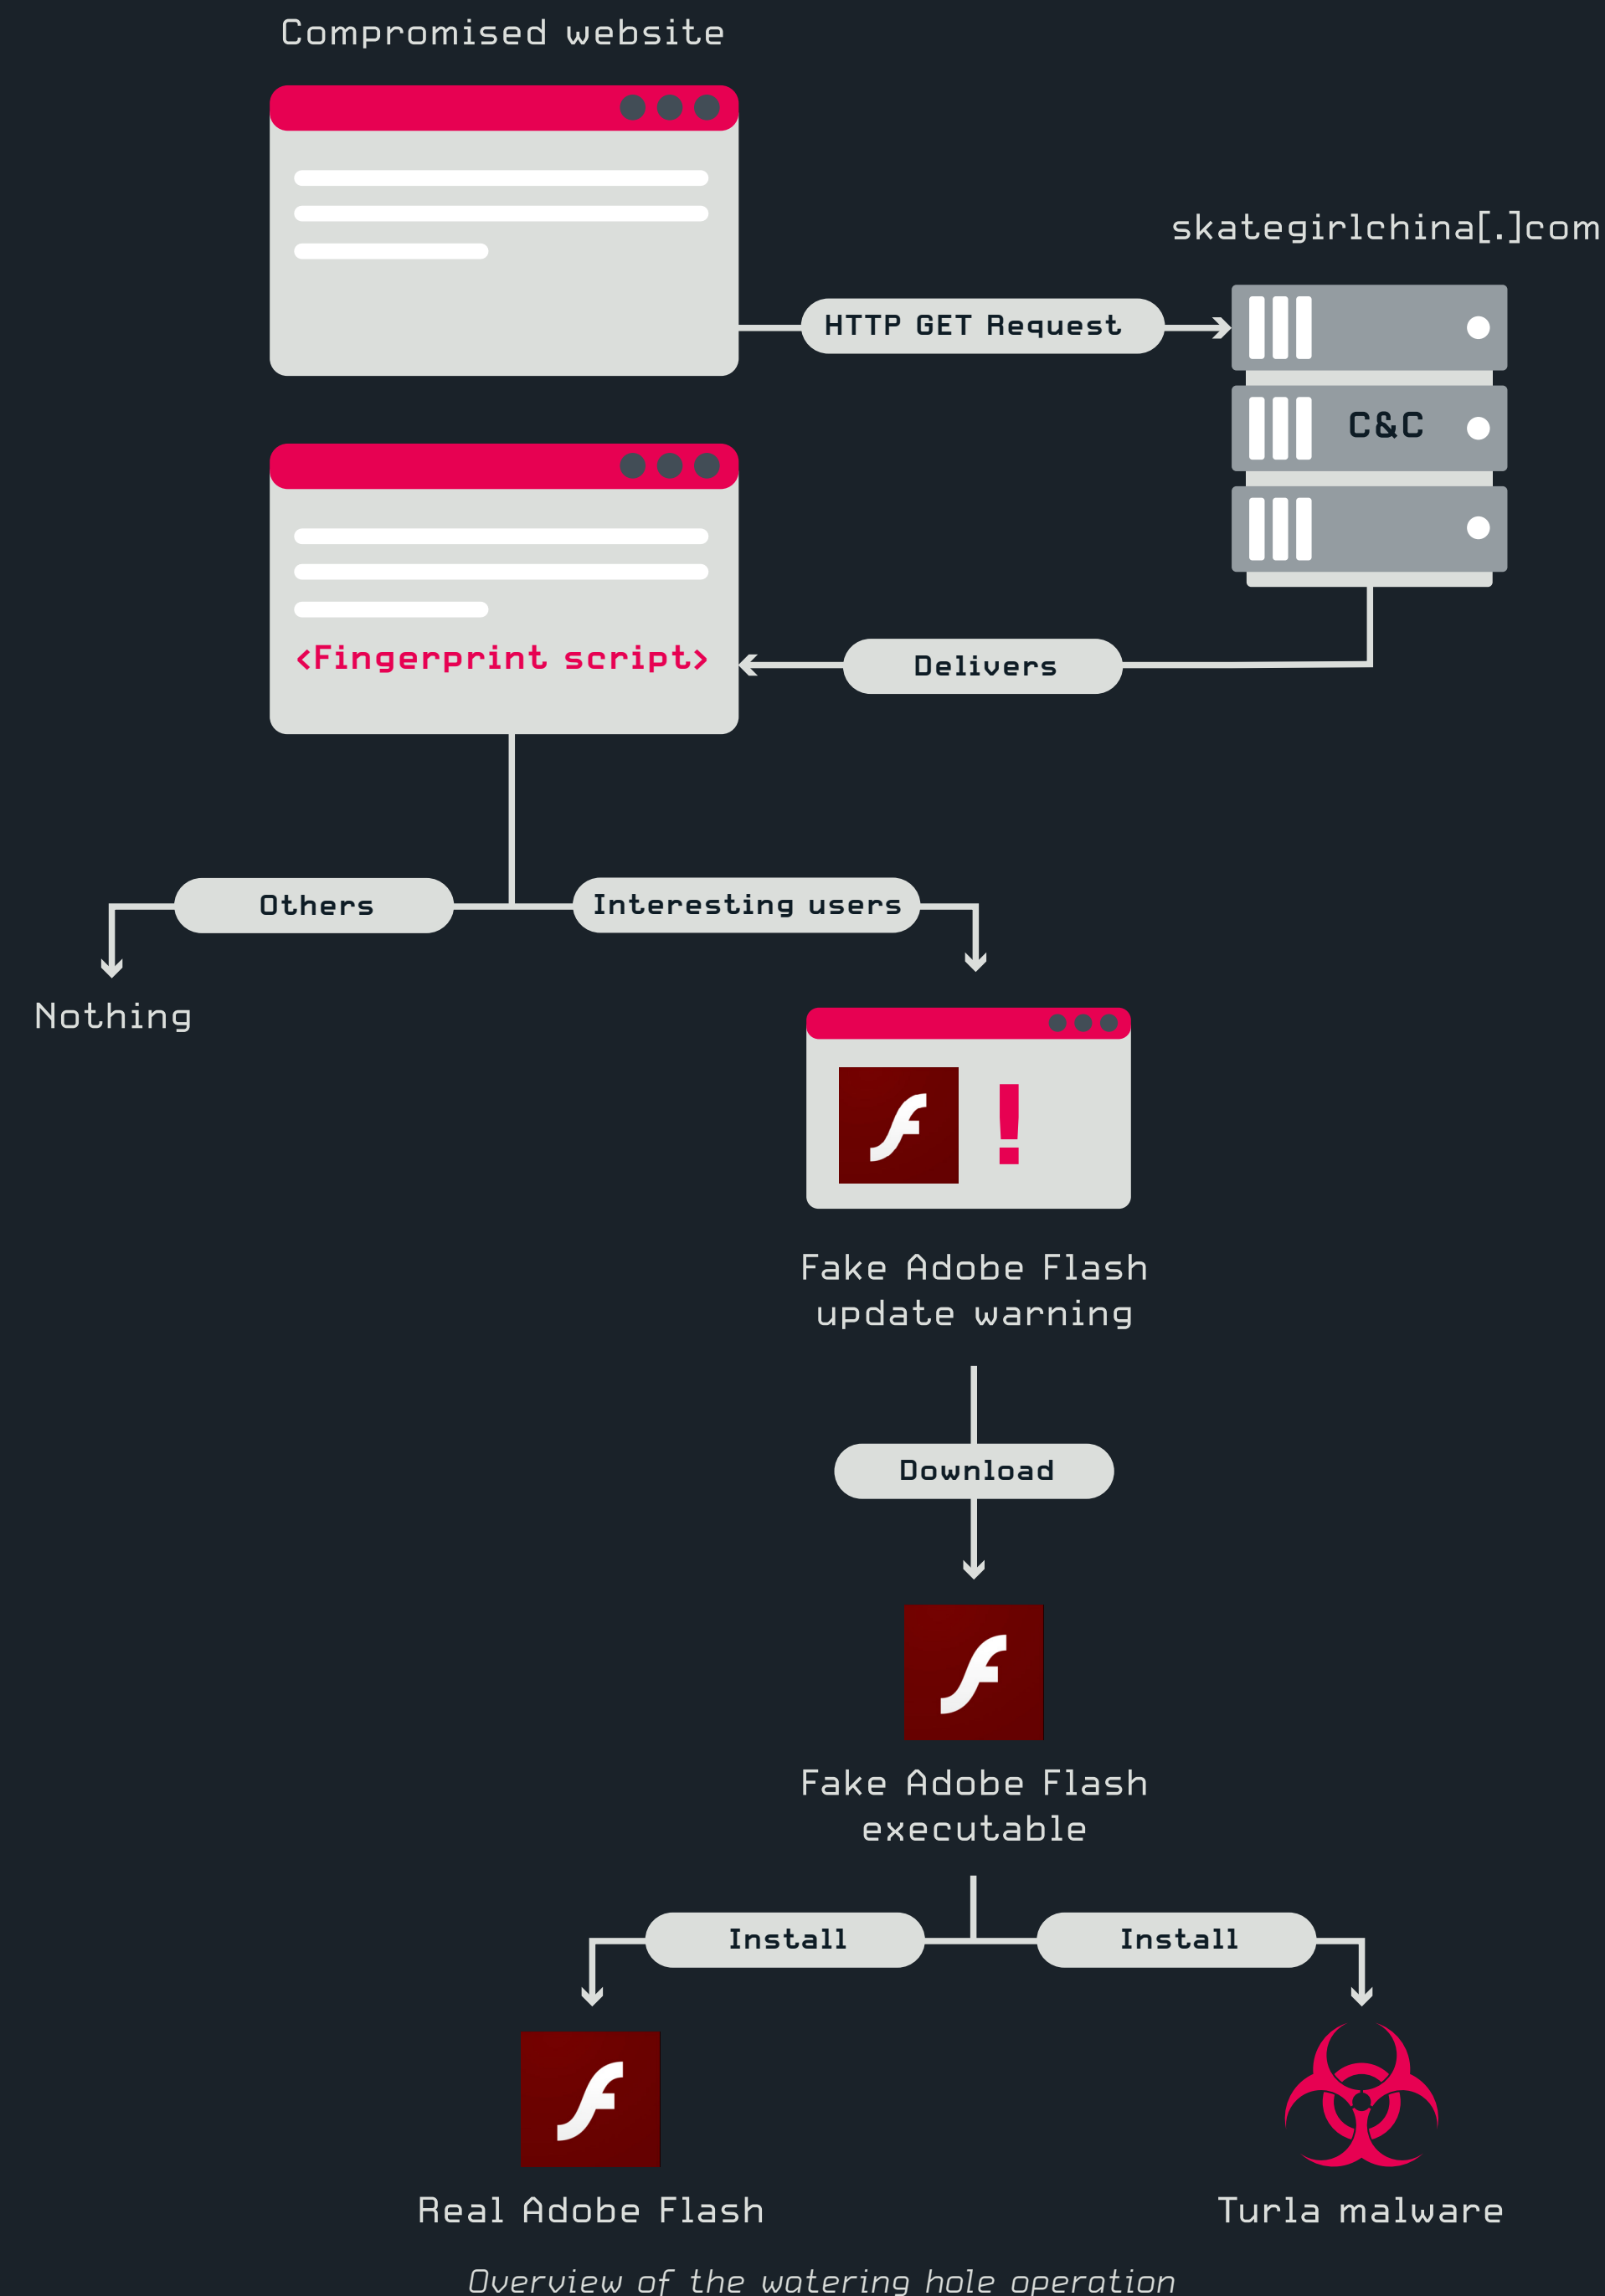 Compromised website
skategirlchina[.]com
HTTP GET Request
C&C
<Fingerprint script>
Delivers
Others
Interesting users
Nothing
!
Fake Adobe Flash
update warning
Download
Fake Adobe Flash
executable
Install
Install
Real Adobe Flash
Turla malware
Overview of the watering hole operation